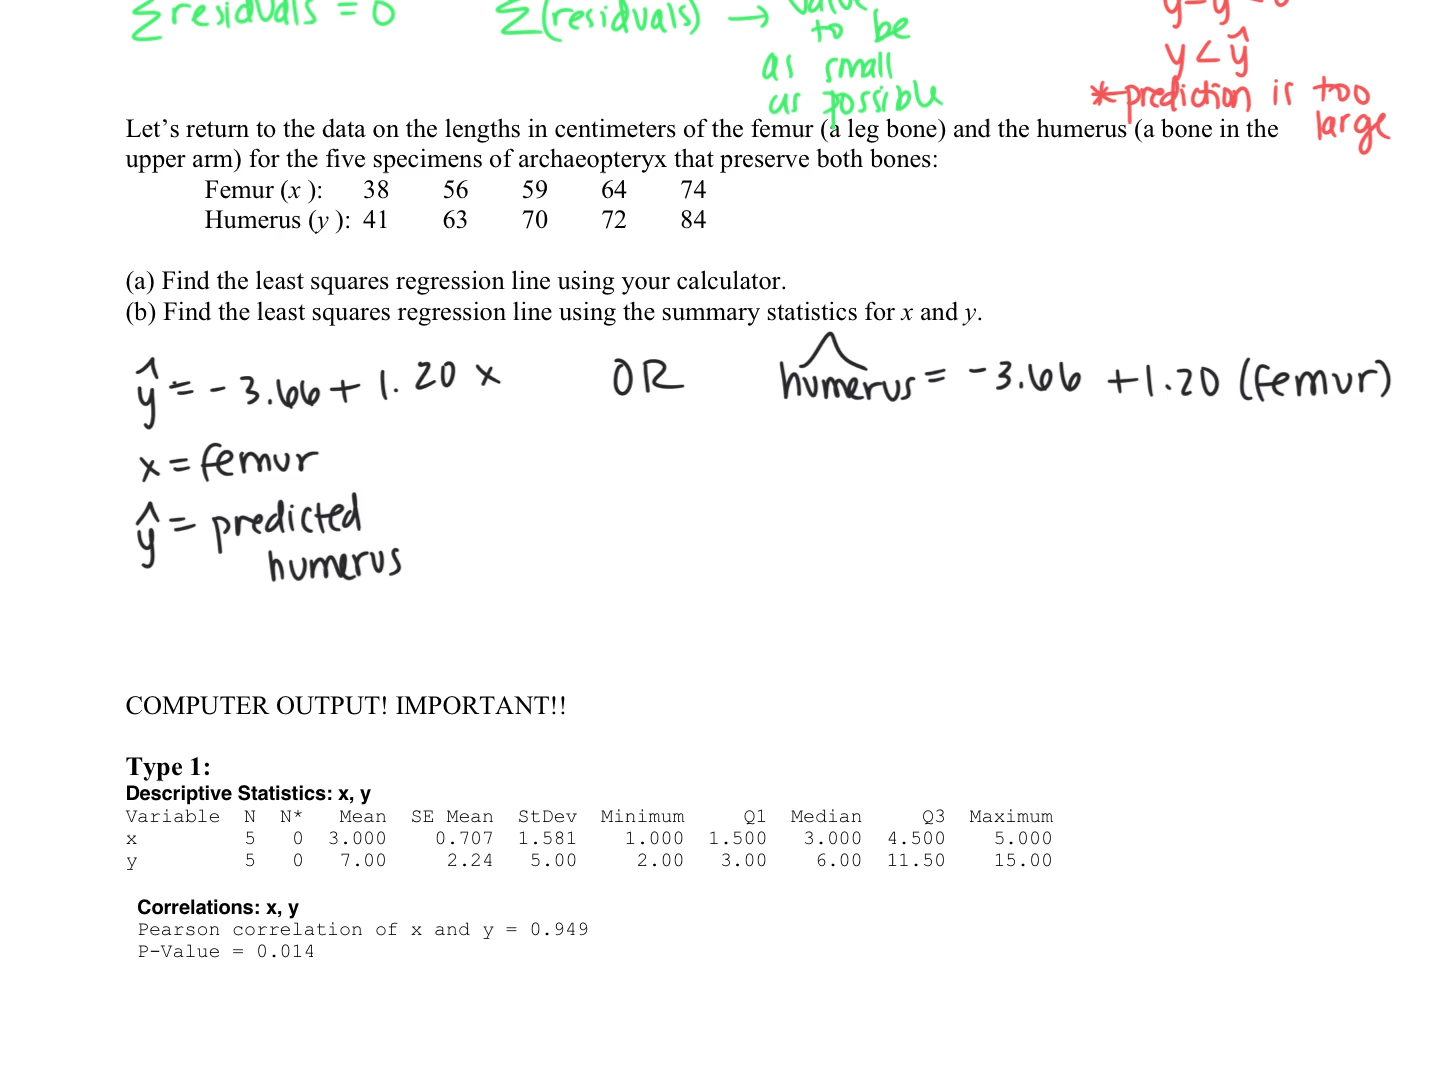 Σ residuals = 0 Σ(residuals) → value y-ŷ
to be
as small y < ŷ
as possible *prediction is too
large
Let’s return to the data on the lengths in centimeters of the femur (a leg bone) and the humerus (a bone in the
upper arm) for the five specimens of archaeopteryx that preserve both bones:
Femur (x ): 38 56 59 64 74
Humerus (y ): 41 63 70 72 84
(a) Find the least squares regression line using your calculator.
(b) Find the least squares regression line using the summary statistics for x and y.
ŷ = -3.66 + 1.20 x OR humerus^ = -3.66 +1.20 (femur)
x = femur
ŷ = predicted
humerus
COMPUTER OUTPUT! IMPORTANT!!
Type 1:
Descriptive Statistics: x, y
Variable N N* Mean SE Mean StDev Minimum Q1 Median Q3 Maximum
x 5 0 3.000 0.707 1.581 1.000 1.500 3.000 4.500 5.000
y 5 0 7.00 2.24 5.00 2.00 3.00 6.00 11.50 15.00
Correlations: x, y
Pearson correlation of x and y = 0.949
P-Value = 0.014